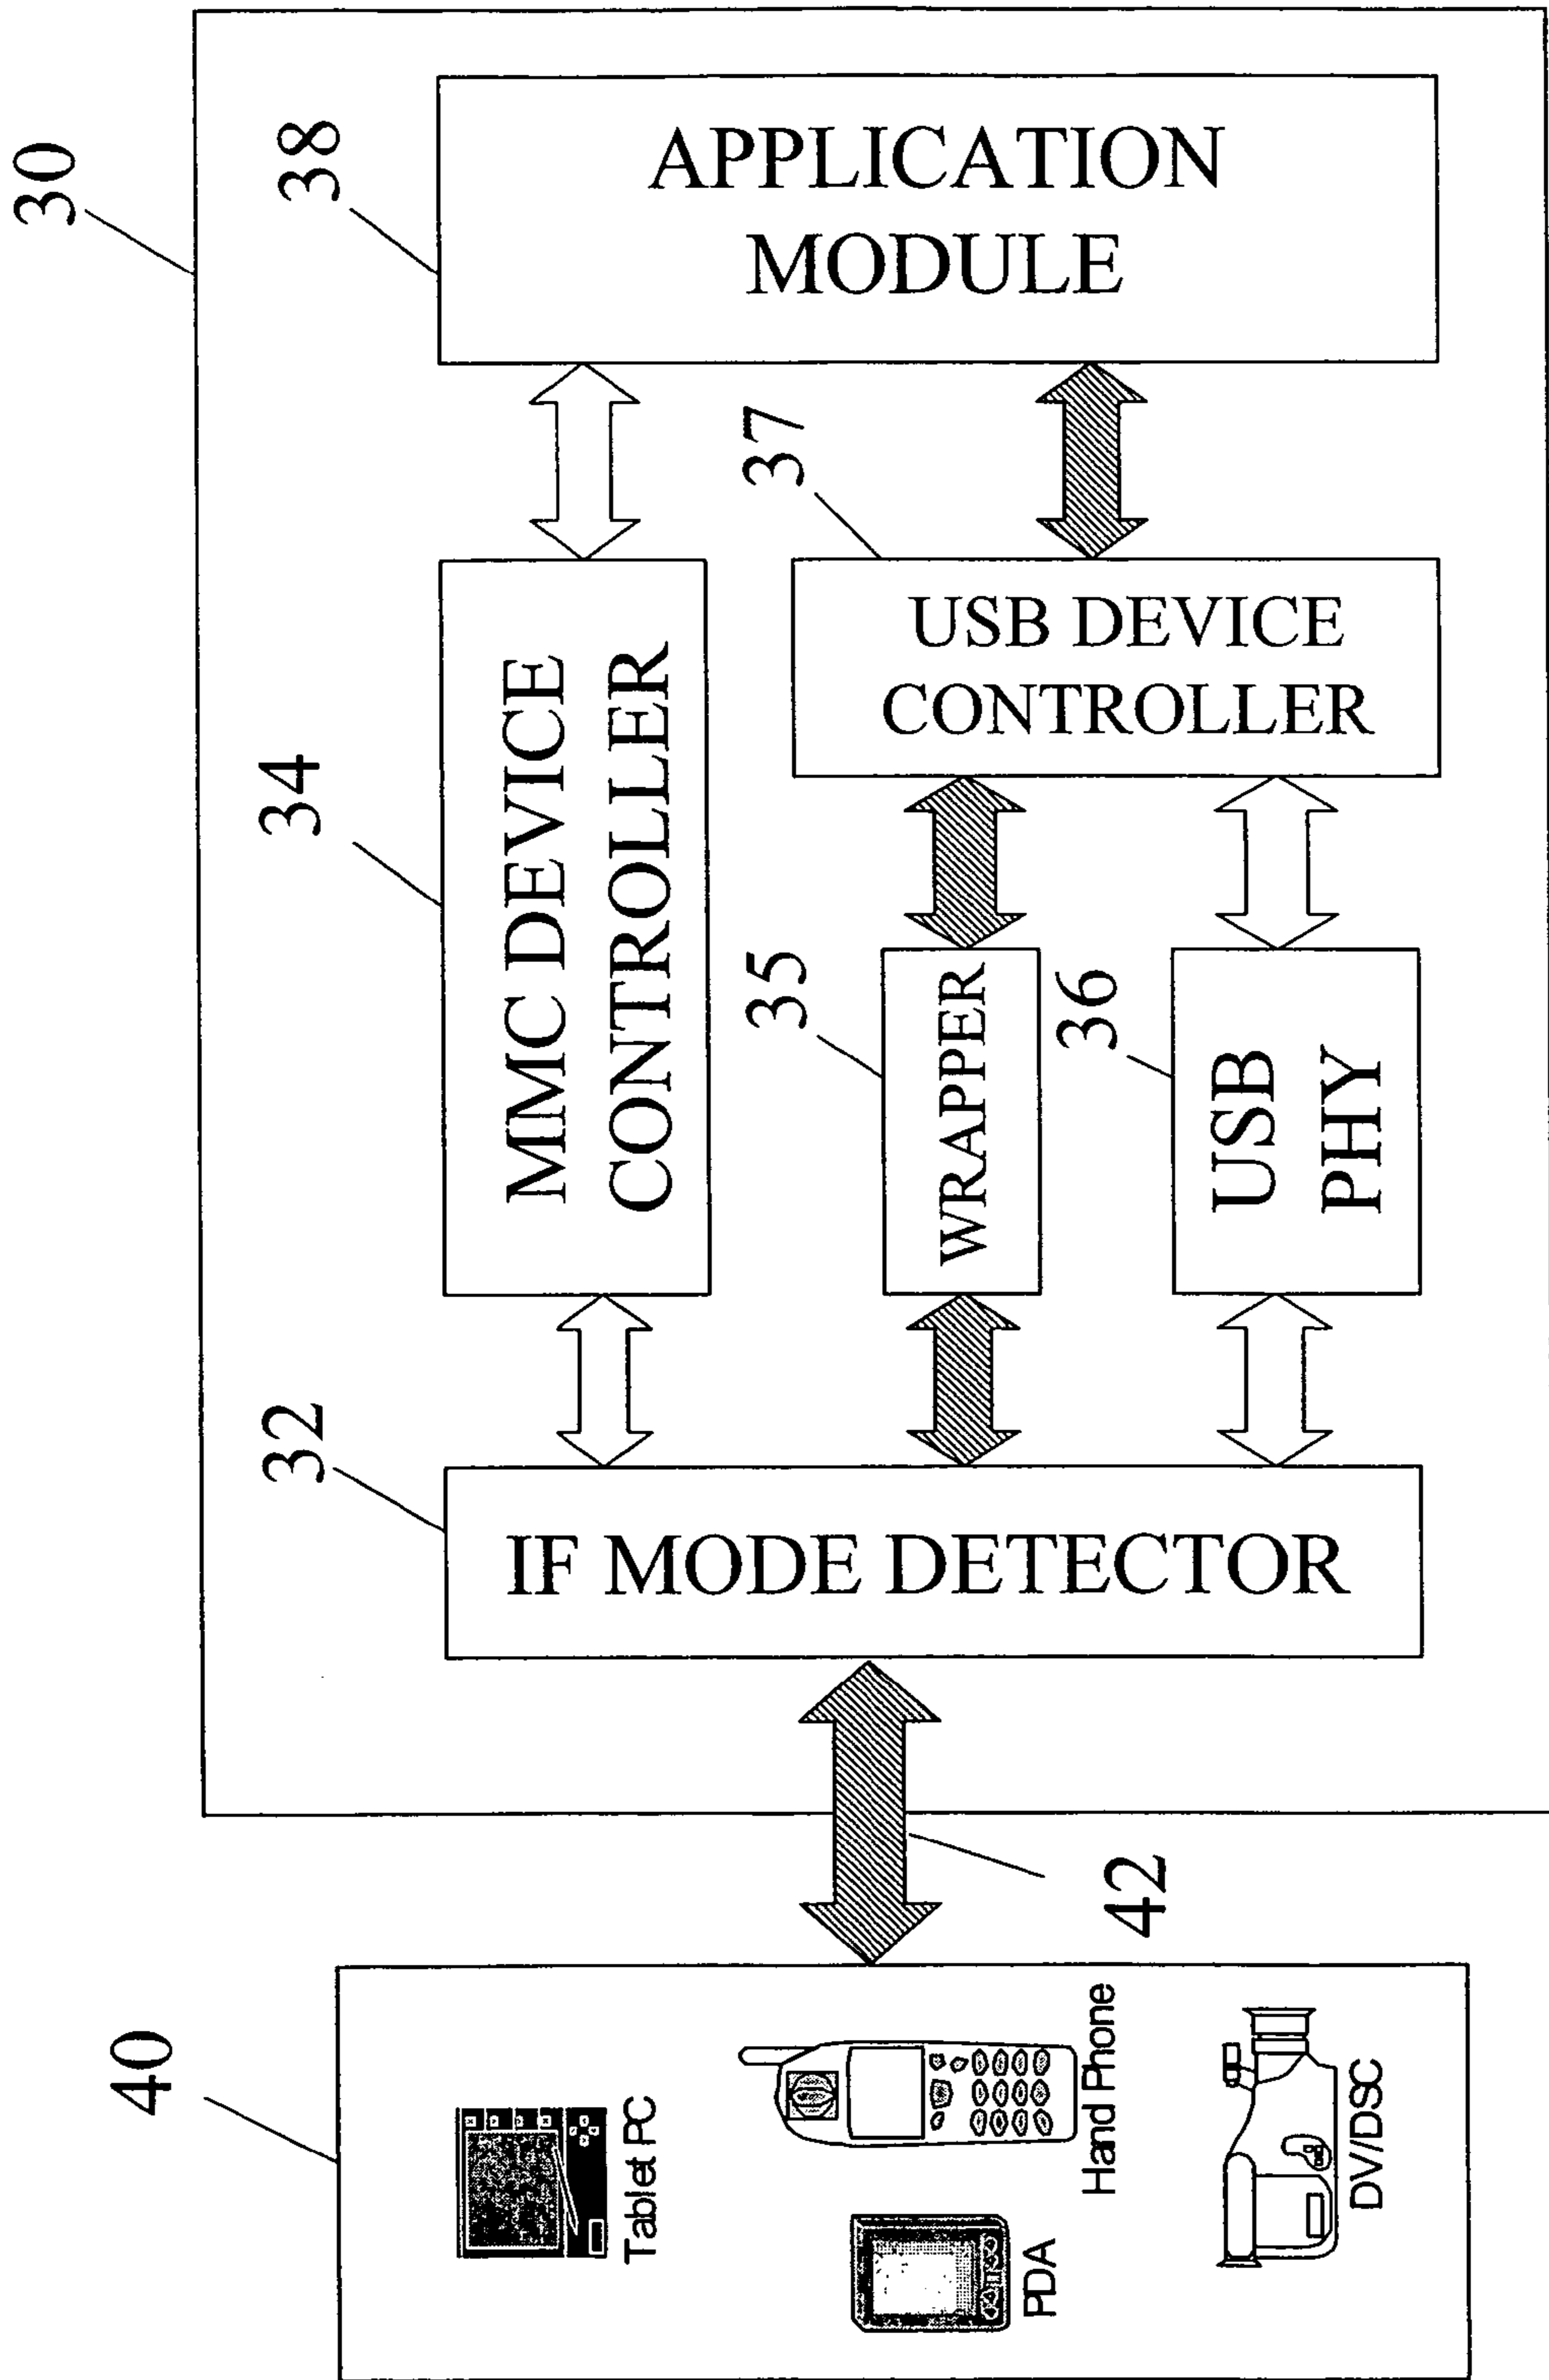 30
38
APPLICATION
MODULE
34
MMC DEVICE
CONTROLLER
37
USB DEVICE
CONTROLLER
35
WRAPPER
36
USB
PHY
32
IF MODE DETECTOR
42
40
Tablet PC
Hand Phone
PDA
DV/DSC